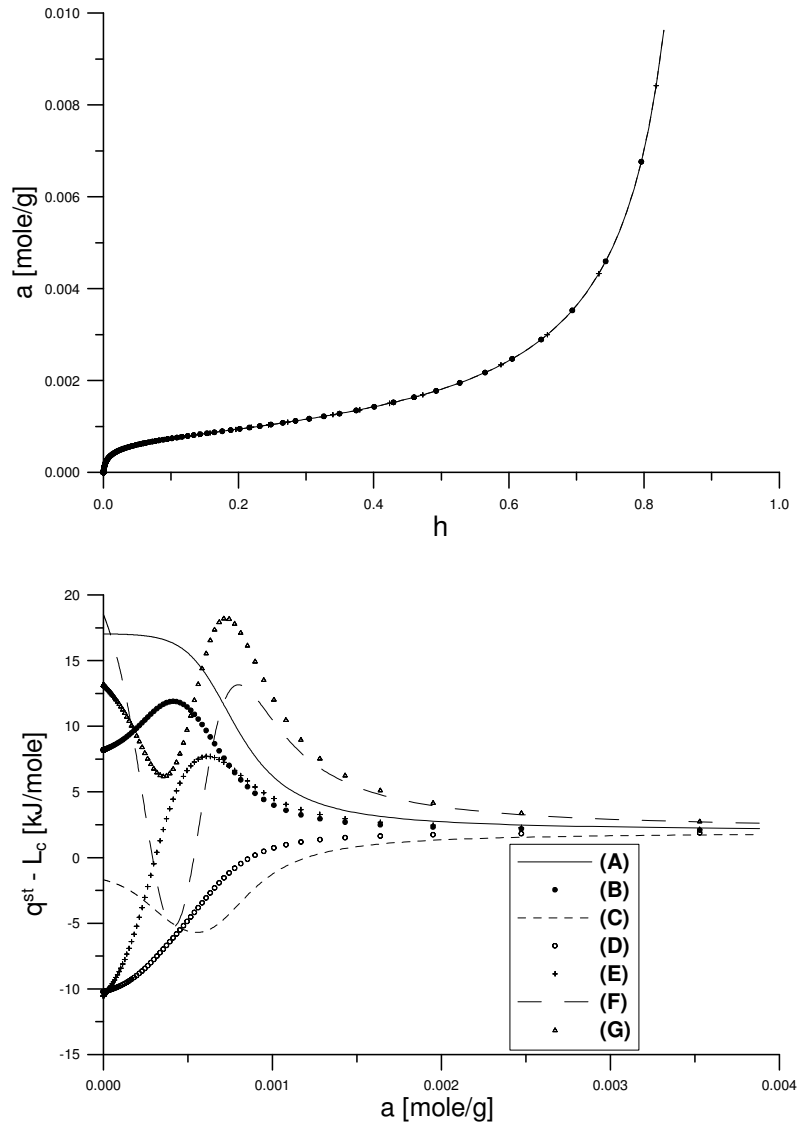 0.010
0.008
0.006
0.004
0.002
0.000
a [mole/g]
0.0 0.2 0.4 0.6 0.8 1.0
h
20
15
10
5
0
-5
-10
-15
qˢᵗ - L꜀ [kJ/mole]
(A)
(B)
(C)
(D)
(E)
(F)
(G)
0.000 0.001 0.002 0.003 0.004
a [mole/g]